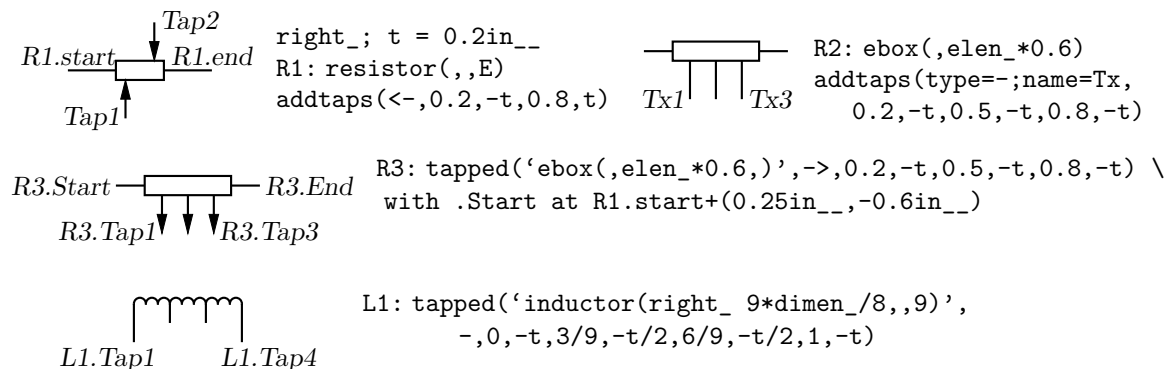 Tap2
R1.start
R1.end
Tap1
right_; t = 0.2in__
R1: resistor(,,E)
addtaps(<-,0.2,-t,0.8,t)
Tx1
Tx3
R2: ebox(,elen_*0.6)
addtaps(type=-;name=Tx,
0.2,-t,0.5,-t,0.8,-t)
R3.Start
R3.End
R3.Tap1
R3.Tap3
R3: tapped(‘ebox(,elen_*0.6,)’,->,0.2,-t,0.5,-t,0.8,-t) \
with .Start at R1.start+(0.25in__,-0.6in__)
L1.Tap1
L1.Tap4
L1: tapped(‘inductor(right_ 9*dimen_/8,,9)’,
-,0,-t,3/9,-t/2,6/9,-t/2,1,-t)